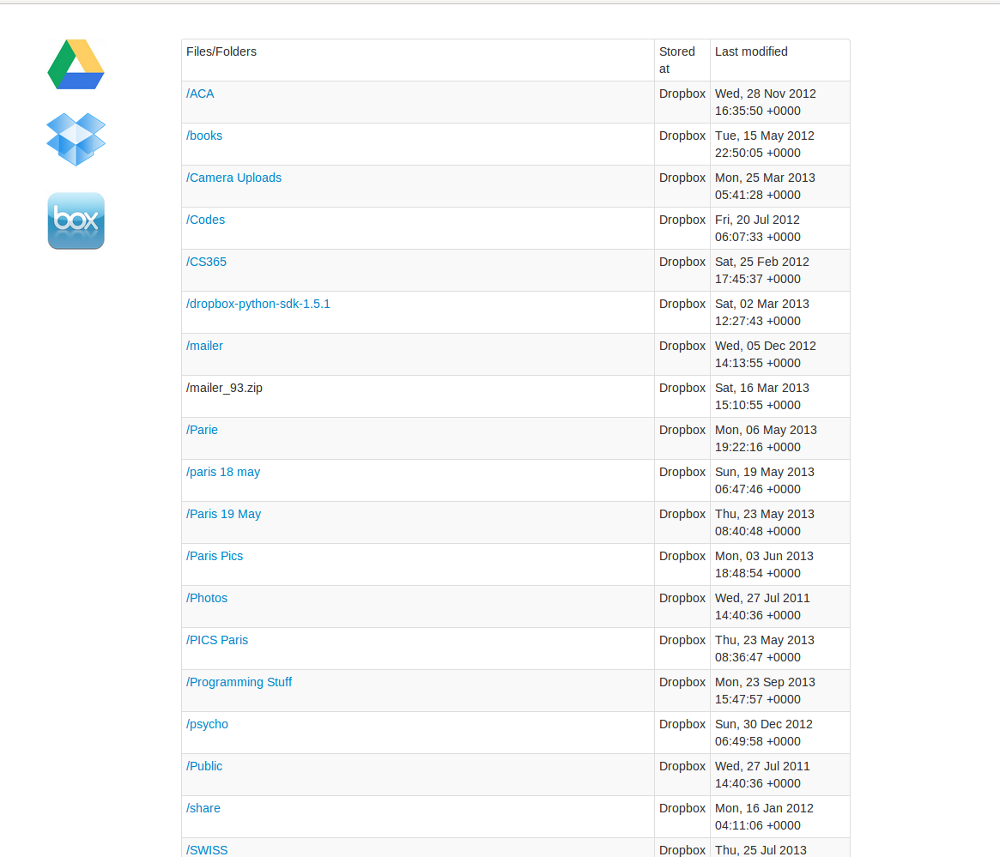 box
Files/Folders Stored at Last modified
/ACA Dropbox Wed, 28 Nov 2012
16:35:50 +0000
/books Dropbox Tue, 15 May 2012
22:50:05 +0000
/Camera Uploads Dropbox Mon, 25 Mar 2013
05:41:28 +0000
/Codes Dropbox Fri, 20 Jul 2012
06:07:33 +0000
/CS365 Dropbox Sat, 25 Feb 2012
17:45:37 +0000
/dropbox-python-sdk-1.5.1 Dropbox Sat, 02 Mar 2013
12:27:43 +0000
/mailer Dropbox Wed, 05 Dec 2012
14:13:55 +0000
/mailer_93.zip Dropbox Sat, 16 Mar 2013
15:10:55 +0000
/Parie Dropbox Mon, 06 May 2013
19:22:16 +0000
/paris 18 may Dropbox Sun, 19 May 2013
06:47:46 +0000
/Paris 19 May Dropbox Thu, 23 May 2013
08:40:48 +0000
/Paris Pics Dropbox Mon, 03 Jun 2013
18:48:54 +0000
/Photos Dropbox Wed, 27 Jul 2011
14:40:36 +0000
/PICS Paris Dropbox Thu, 23 May 2013
08:36:47 +0000
/Programming Stuff Dropbox Mon, 23 Sep 2013
15:47:57 +0000
/psycho Dropbox Sun, 30 Dec 2012
06:49:58 +0000
/Public Dropbox Wed, 27 Jul 2011
14:40:36 +0000
/share Dropbox Mon, 16 Jan 2012
04:11:06 +0000
/SWISS Dropbox Thu, 25 Jul 2013